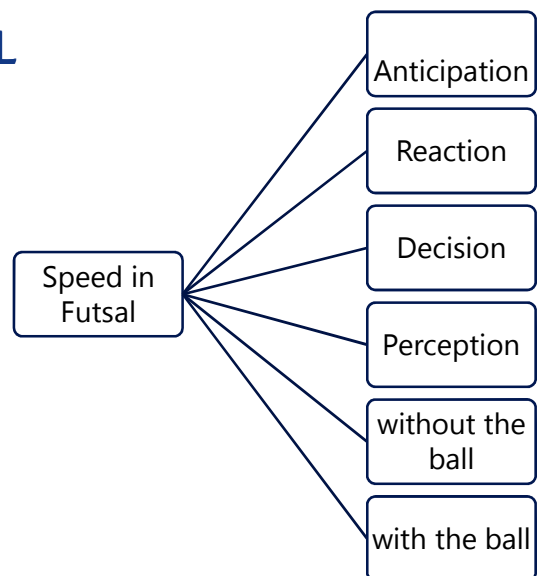 L
Speed in
Futsal
Anticipation
Reaction
Decision
Perception
without the
ball
with the ball